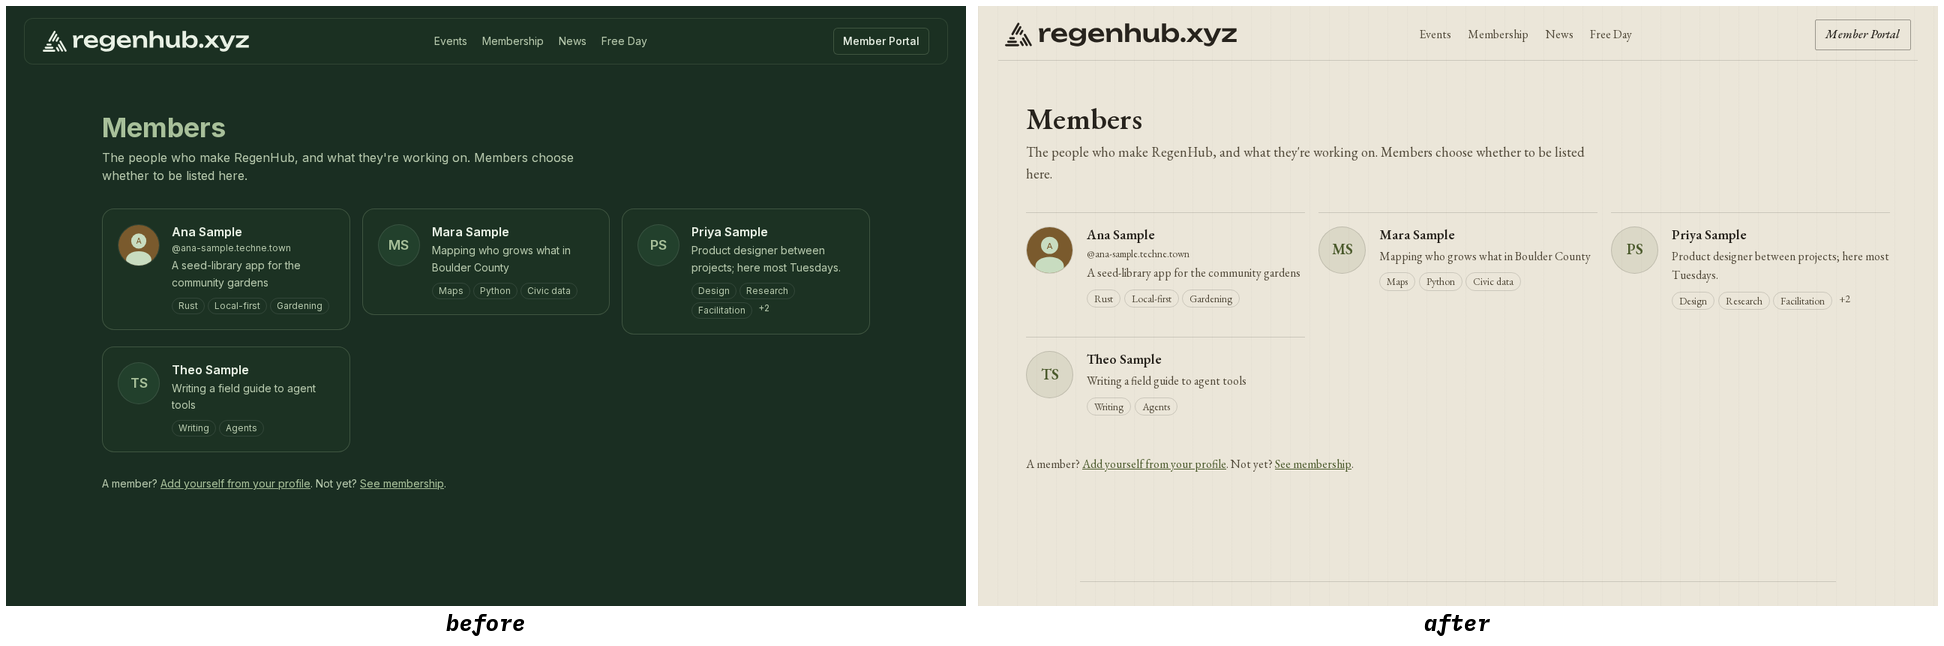 regenhub.xyz
Events Membership News Free Day
Member Portal
Members
The people who make RegenHub, and what they're working on. Members choose
whether to be listed here.
A
Ana Sample
@ana-sample.techne.town
A seed-library app for the
community gardens
Rust Local-first Gardening
MS
Mara Sample
Mapping who grows what in
Boulder County
Maps Python Civic data
PS
Priya Sample
Product designer between
projects; here most Tuesdays.
Design Research
Facilitation +2
TS
Theo Sample
Writing a field guide to agent
tools
Writing Agents
A member? Add yourself from your profile. Not yet? See membership.
before
regenhub.xyz
Events Membership News Free Day
Member Portal
Members
The people who make RegenHub, and what they're working on. Members choose whether to be listed
here.
A
Ana Sample
@ana-sample.techne.town
A seed-library app for the community gardens
Rust Local-first Gardening
MS
Mara Sample
Mapping who grows what in Boulder County
Maps Python Civic data
PS
Priya Sample
Product designer between projects; here most
Tuesdays.
Design Research Facilitation +2
TS
Theo Sample
Writing a field guide to agent tools
Writing Agents
A member? Add yourself from your profile. Not yet? See membership.
after